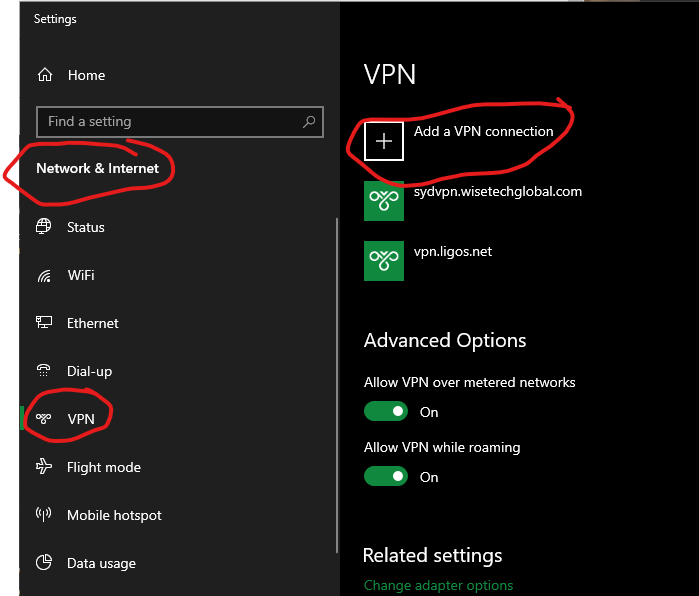 Settings
Home
Find a setting
Network & Internet
Status
WiFi
Ethernet
Dial-up
VPN
Flight mode
Mobile hotspot
Data usage
VPN
Add a VPN connection
sydvpn.wisetechglobal.com
vpn.ligos.net
Advanced Options
Allow VPN over metered networks
On
Allow VPN while roaming
On
Related settings
Change adapter options